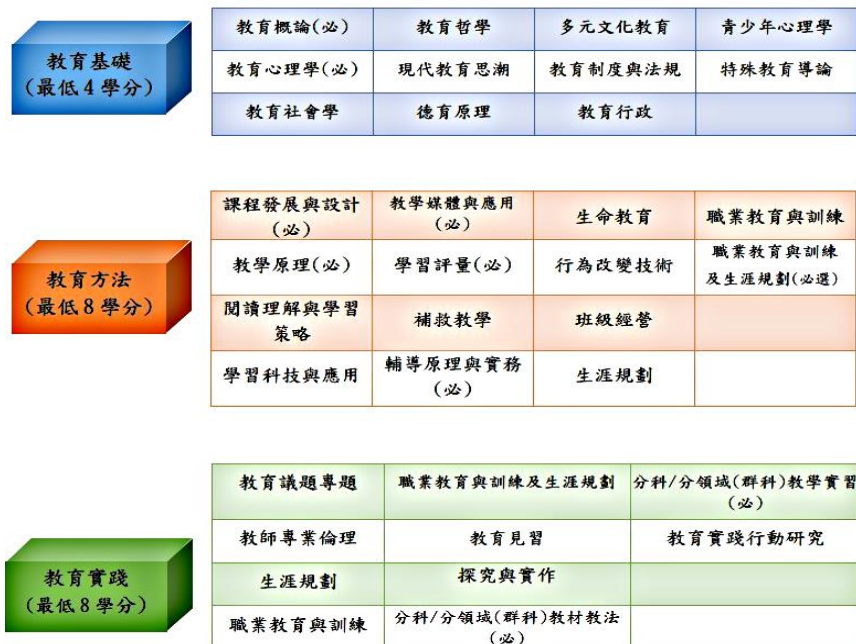 教育基礎
(最低4學分)
教育概論(必)
教育哲學
多元文化教育
青少年心理學
教育心理學(必)
現代教育思潮
教育制度與法規
特殊教育導論
教育社會學
德育原理
教育行政
教育方法
(最低8學分)
課程發展與設計
(必)
教學媒體與應用
(必)
生命教育
職業教育與訓練
教學原理(必)
學習評量(必)
行為改變技術
職業教育與訓練
及生涯規劃(必選)
閱讀理解與學習
策略
補救教學
班級經營
學習科技與應用
輔導原理與實務
(必)
生涯規劃
教育實踐
(最低8學分)
教育議題專題
職業教育與訓練及生涯規劃
分科/分領域(群科)教學實習
(必)
教師專業倫理
教育見習
教育實踐行動研究
生涯規劃
探究與實作
職業教育與訓練
分科/分領域(群科)教材教法
(必)